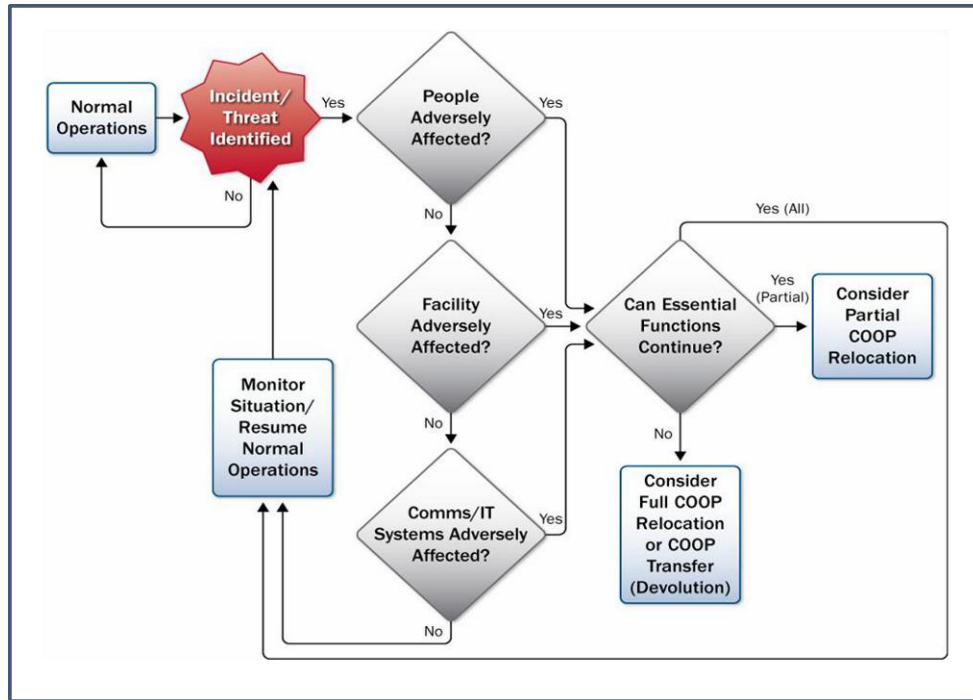 Normal
Operations
Incident/
Threat
Identified
Yes
No
People
Adversely
Affected?
Yes
No
Facility
Adversely
Affected?
Yes
No
Comms/IT
Systems Adversely
Affected?
Yes
No
Can Essential
Functions
Continue?
Yes (All)
Yes
(Partial)
No
Consider
Partial
COOP
Relocation
Consider
Full COOP
Relocation
or COOP
Transfer
(Devolution)
Monitor
Situation/
Resume
Normal
Operations